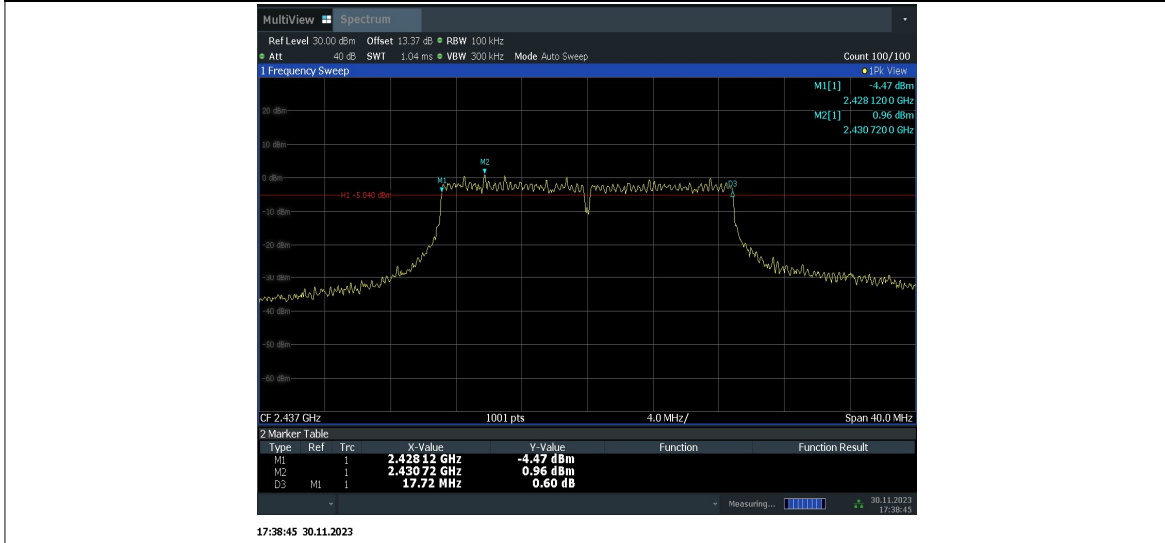 MultiView Spectrum
Ref Level 30.00 dBm Offset 13.37 dB RBW 100 kHz
Att 40 dB SWT 1.04 ms VBW 300 kHz Mode Auto Sweep Count 100/100
1 Frequency Sweep 1Pk View
M1[1] -4.47 dBm
2.428 120 0 GHz
20 dBm
M2[1] 0.96 dBm
2.430 720 0 GHz
10 dBm
M2
0 dBm
M1
D3
H1 -5.040 dBm
-10 dBm
-20 dBm
-30 dBm
-40 dBm
-50 dBm
-60 dBm
CF 2.437 GHz 1001 pts 4.0 MHz/ Span 40.0 MHz
2 Marker Table
Type Ref Trc X-Value Y-Value Function Function Result
M1 1 2.428 12 GHz -4.47 dBm
M2 1 2.430 72 GHz 0.96 dBm
D3 M1 1 17.72 MHz 0.60 dB
Measuring... 30.11.2023
17:38:45
17:38:45 30.11.2023